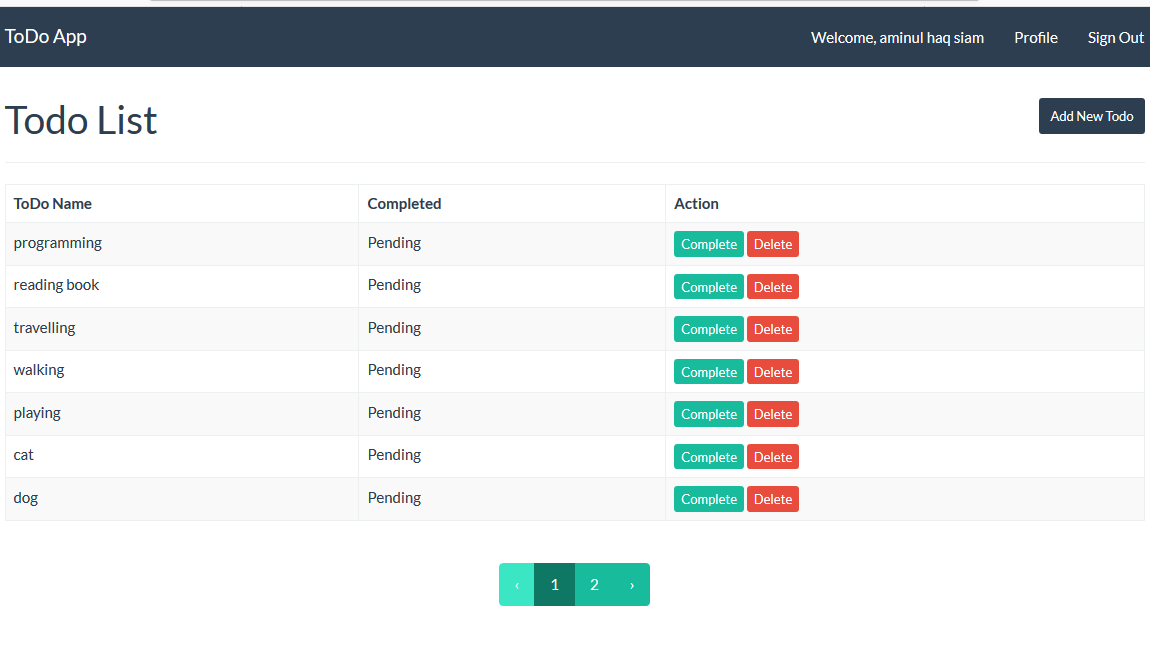 ToDo App Welcome, aminul haq siam Profile Sign Out
Todo List Add New Todo
ToDo Name Completed Action
programming Pending Complete Delete
reading book Pending Complete Delete
travelling Pending Complete Delete
walking Pending Complete Delete
playing Pending Complete Delete
cat Pending Complete Delete
dog Pending Complete Delete
‹ 1 2 ›